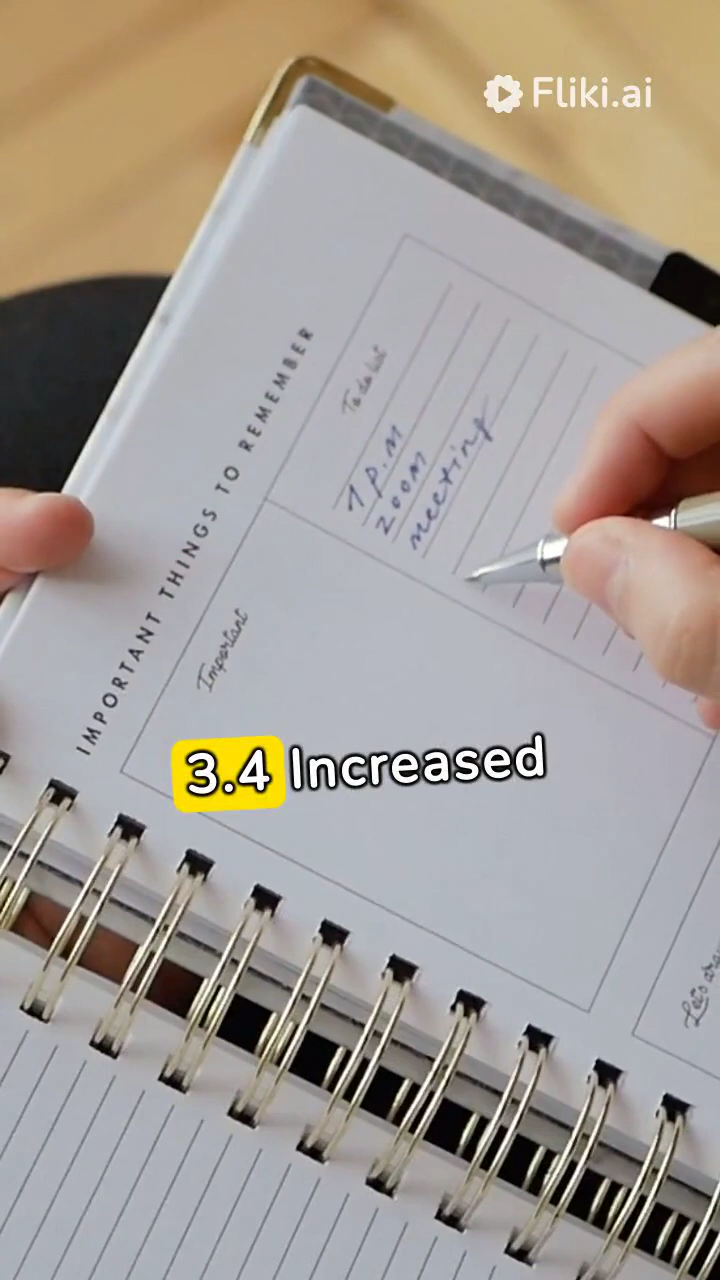 Fliki.ai
IMPORTANT THINGS TO REMEMBER
To do list
1 P.M
ZOOM
meeting
Important
3.4 Increased